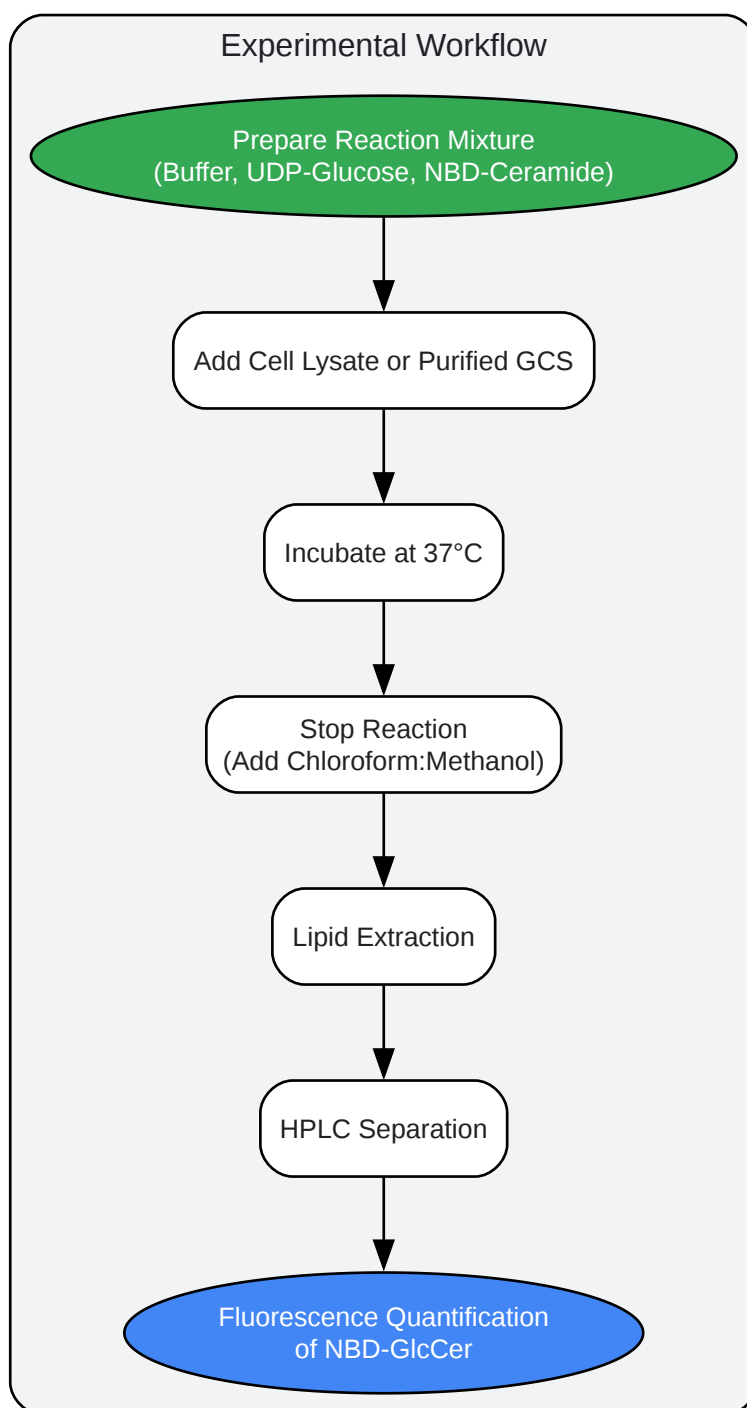 Experimental Workflow
Prepare Reaction Mixture
(Buffer, UDP-Glucose, NBD-Ceramide)
Add Cell Lysate or Purified GCS
Incubate at 37°C
Stop Reaction
(Add Chloroform:Methanol)
Lipid Extraction
HPLC Separation
Fluorescence Quantification
of NBD-GlcCer